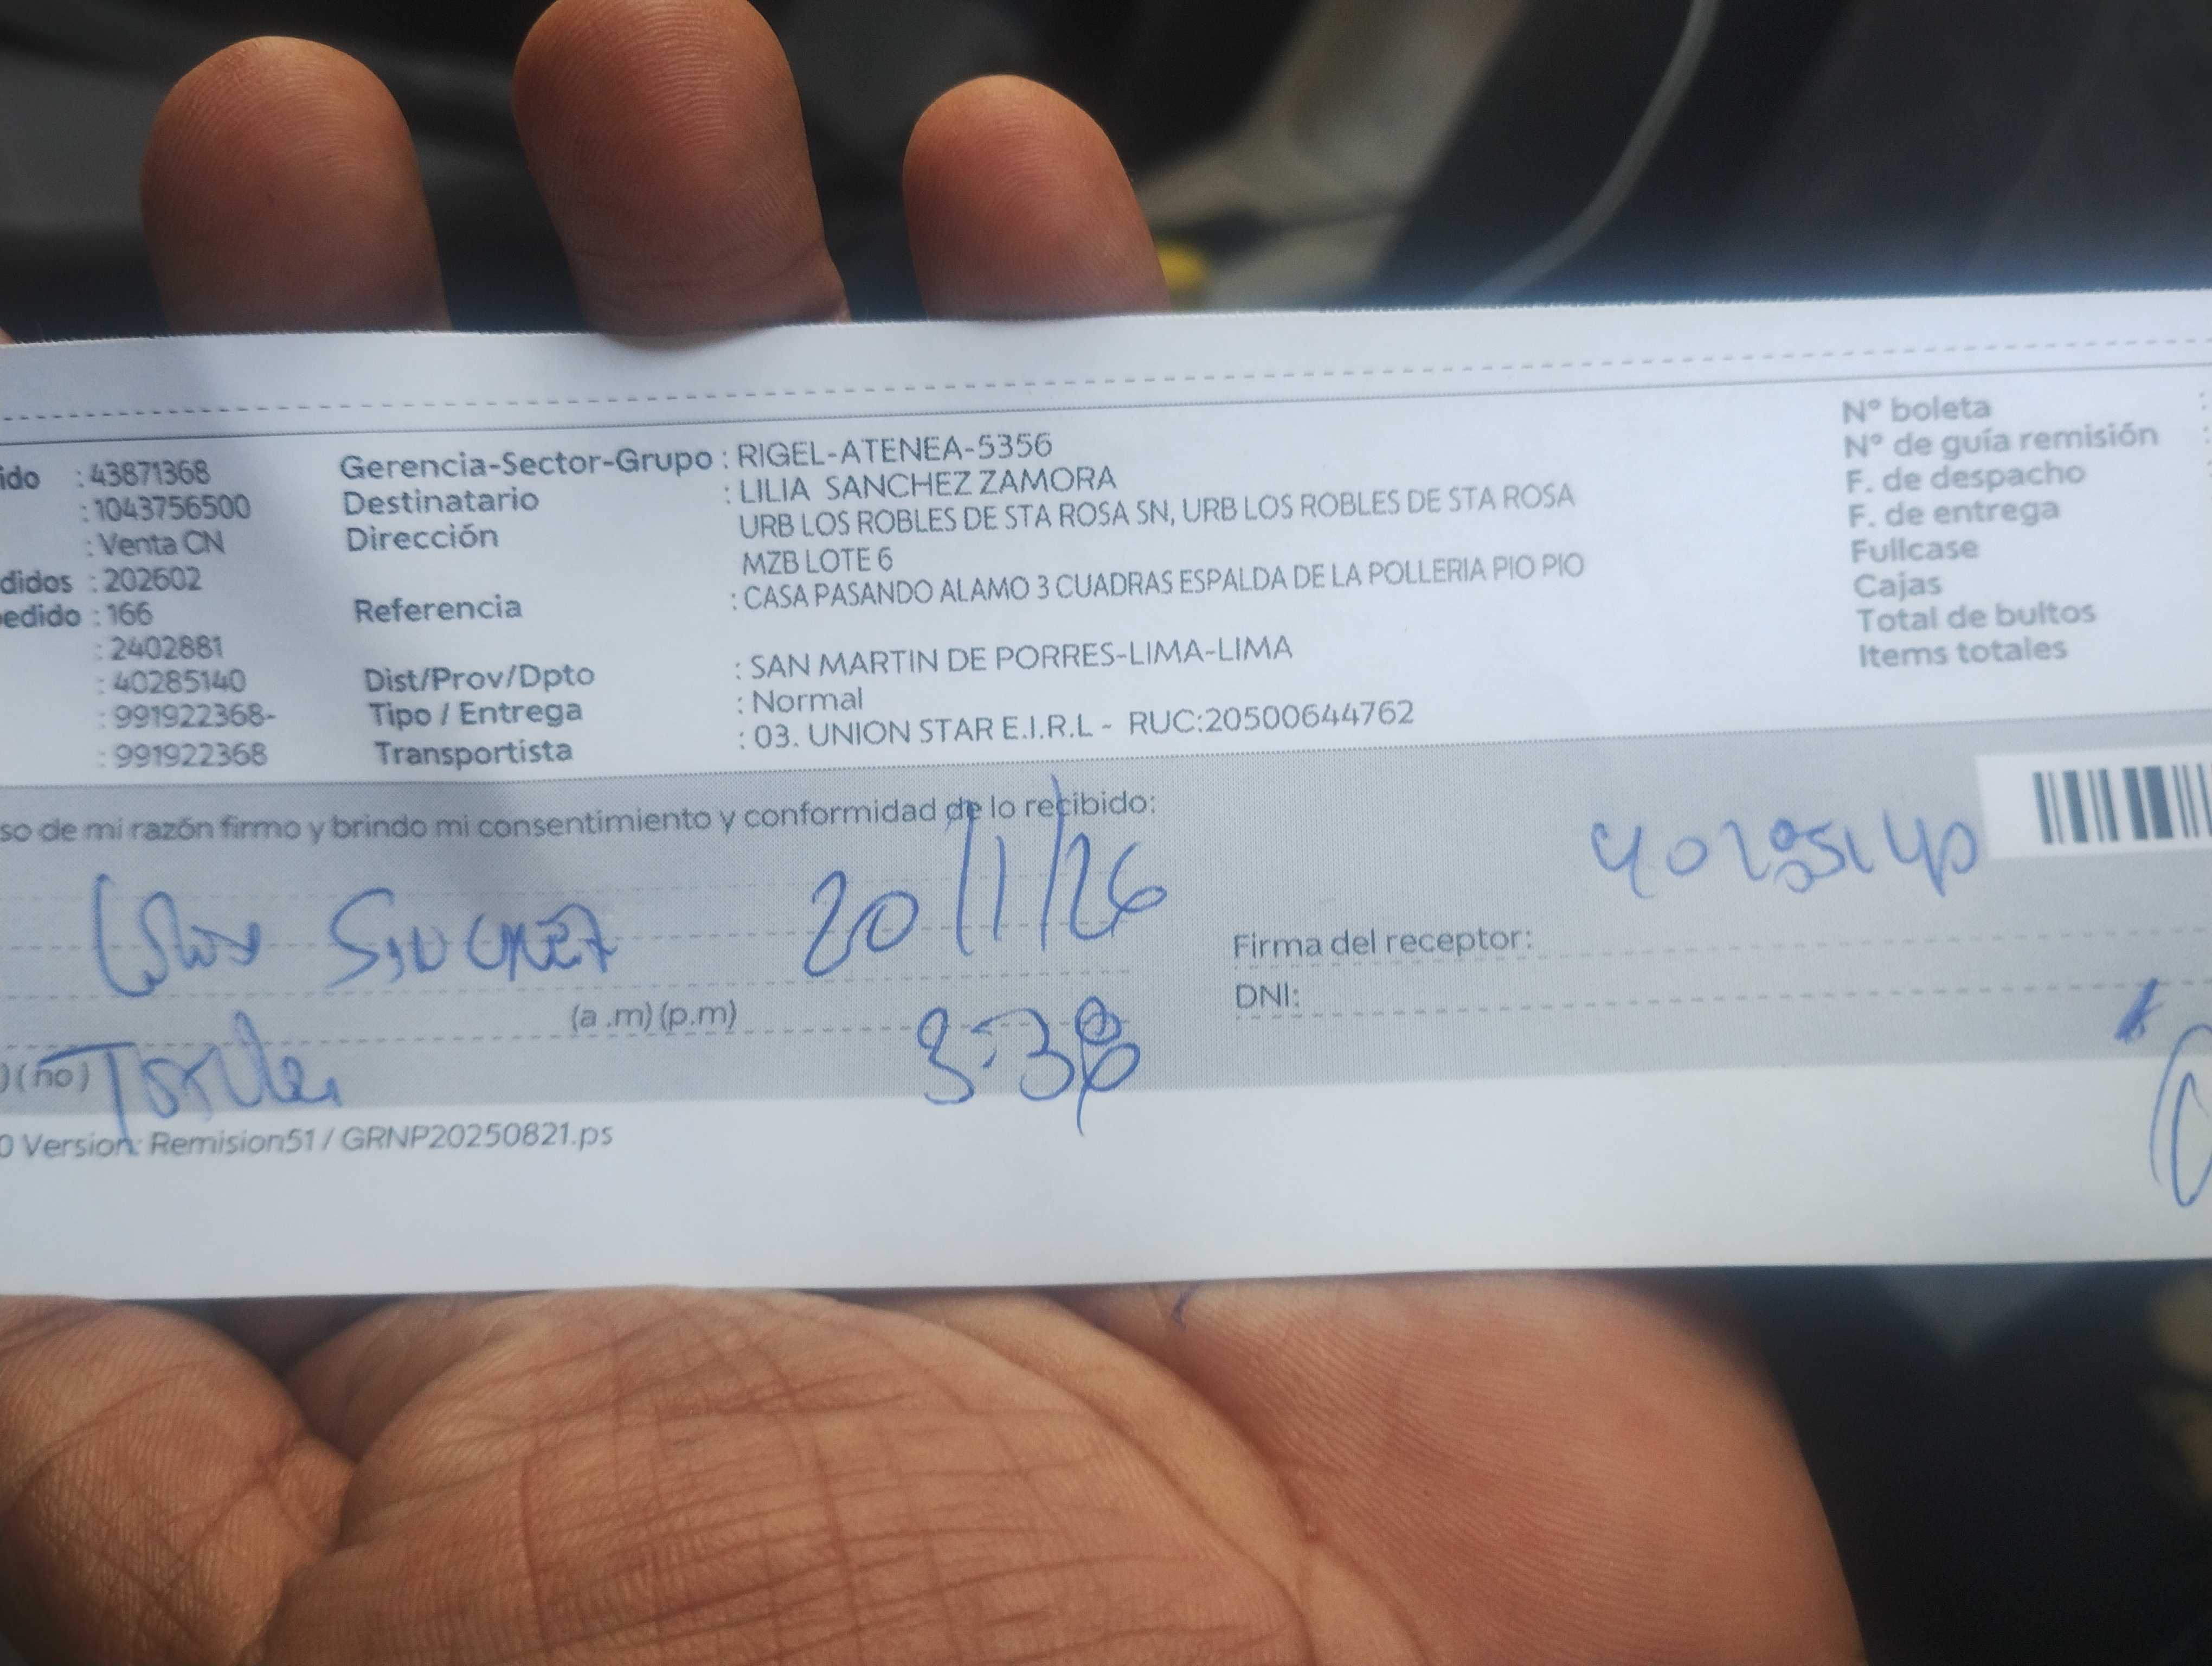 ido : 43871368 Gerencia-Sector-Grupo : RIGEL-ATENEA-5356 N° boleta :
: 1043756500 Destinatario : LILIA SANCHEZ ZAMORA N° de guía remisión :
: Venta CN Dirección URB LOS ROBLES DE STA ROSA SN, URB LOS ROBLES DE STA ROSA F. de despacho
MZB LOTE 6 F. de entrega
didos : 202602 Fullcase
edido : 166 Referencia : CASA PASANDO ALAMO 3 CUADRAS ESPALDA DE LA POLLERIA PIO PIO Cajas
: 2402881 Total de bultos
: 40285140 Dist/Prov/Dpto : SAN MARTIN DE PORRES-LIMA-LIMA Items totales
: 991922368- Tipo / Entrega : Normal
: 991922368 Transportista : 03. UNION STAR E.I.R.L - RUC:20500644762
so de mi razón firmo y brindo mi consentimiento y conformidad de lo recibido:
20/1/26 40285140
Firma del receptor:
(a .m) (p.m) 3:38 DNI:
) (no)
0 Version: Remision51 / GRNP20250821.ps